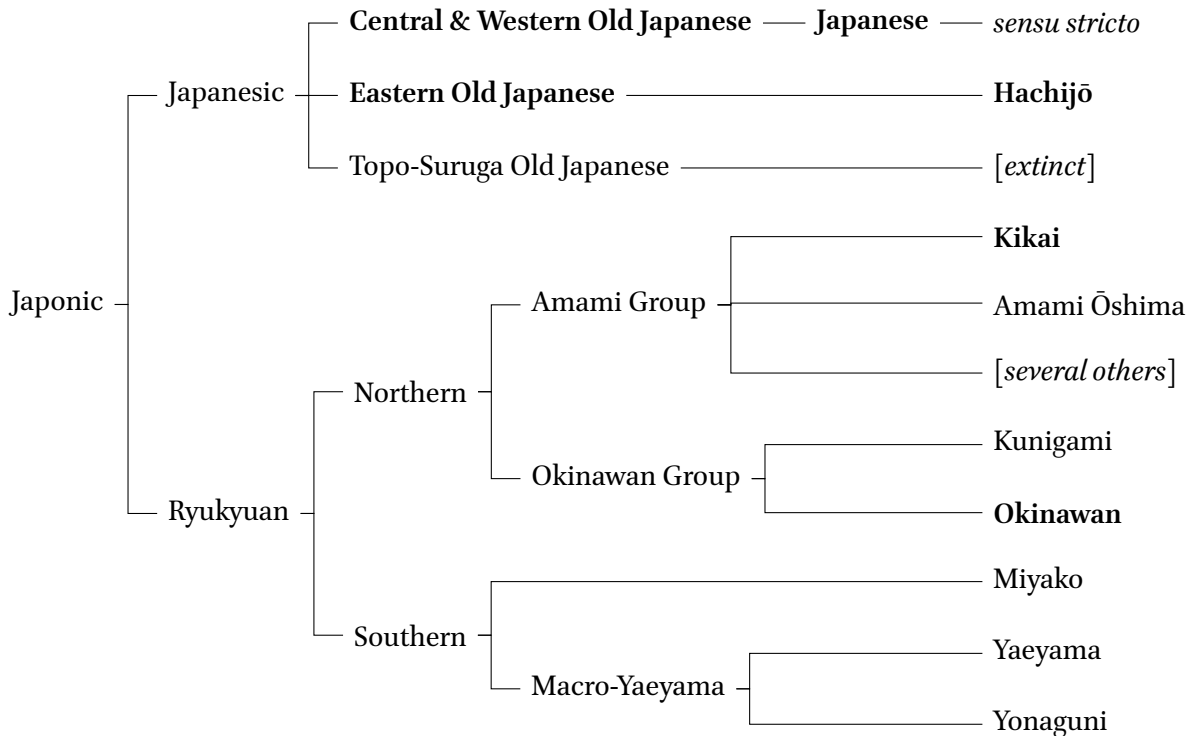 Central & Western Old Japanese Japanese sensu stricto
Japanesic Eastern Old Japanese Hachijō
Topo-Suruga Old Japanese [extinct]
Kikai
Japonic Amami Group Amami Ōshima
[several others]
Northern
Kunigami
Okinawan Group
Ryukyuan Okinawan
Miyako
Southern
Yaeyama
Macro-Yaeyama
Yonaguni